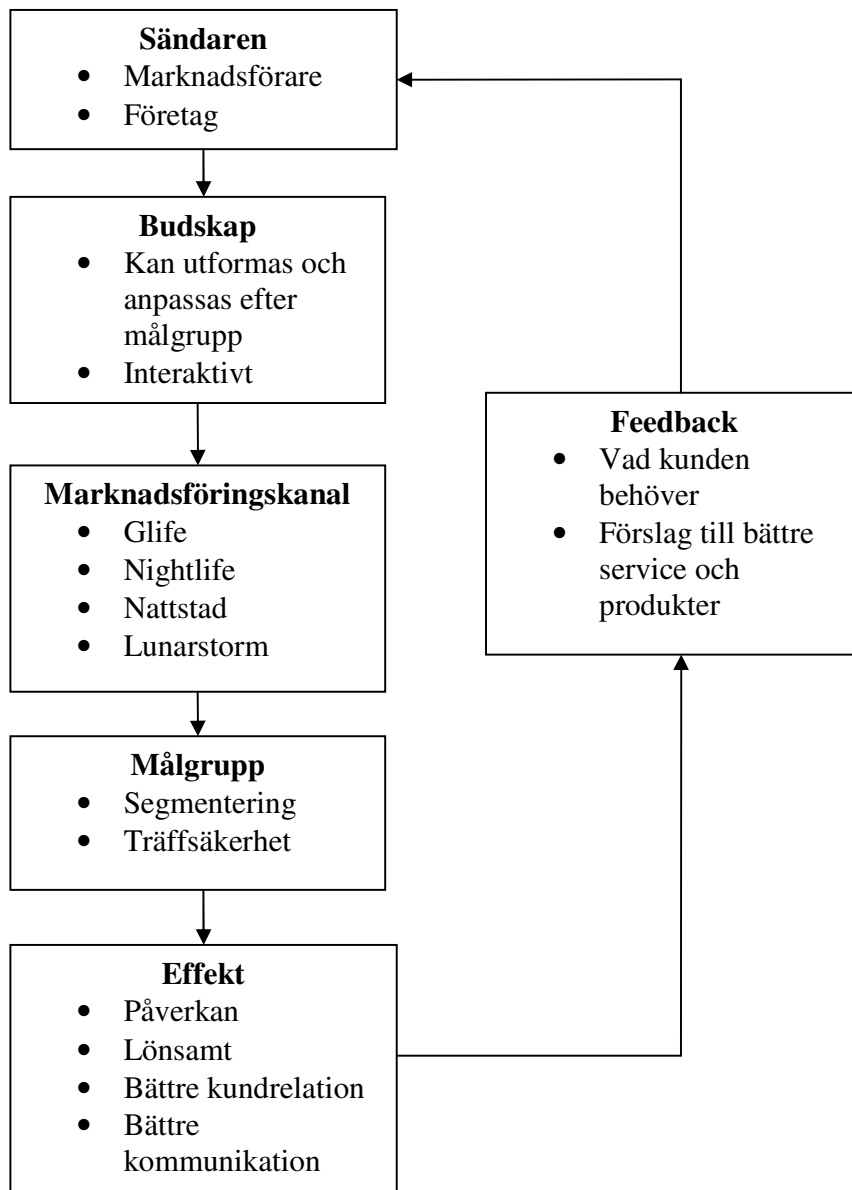 Sändaren
• Marknadsförare
• Företag
Budskap
• Kan utformas och
anpassas efter
målgrupp
• Interaktivt
Marknadsföringskanal
• Glife
• Nightlife
• Nattstad
• Lunarstorm
Målgrupp
• Segmentering
• Träffsäkerhet
Effekt
• Påverkan
• Lönsamt
• Bättre kundrelation
• Bättre
kommunikation
Feedback
• Vad kunden
behöver
• Förslag till bättre
service och
produkter